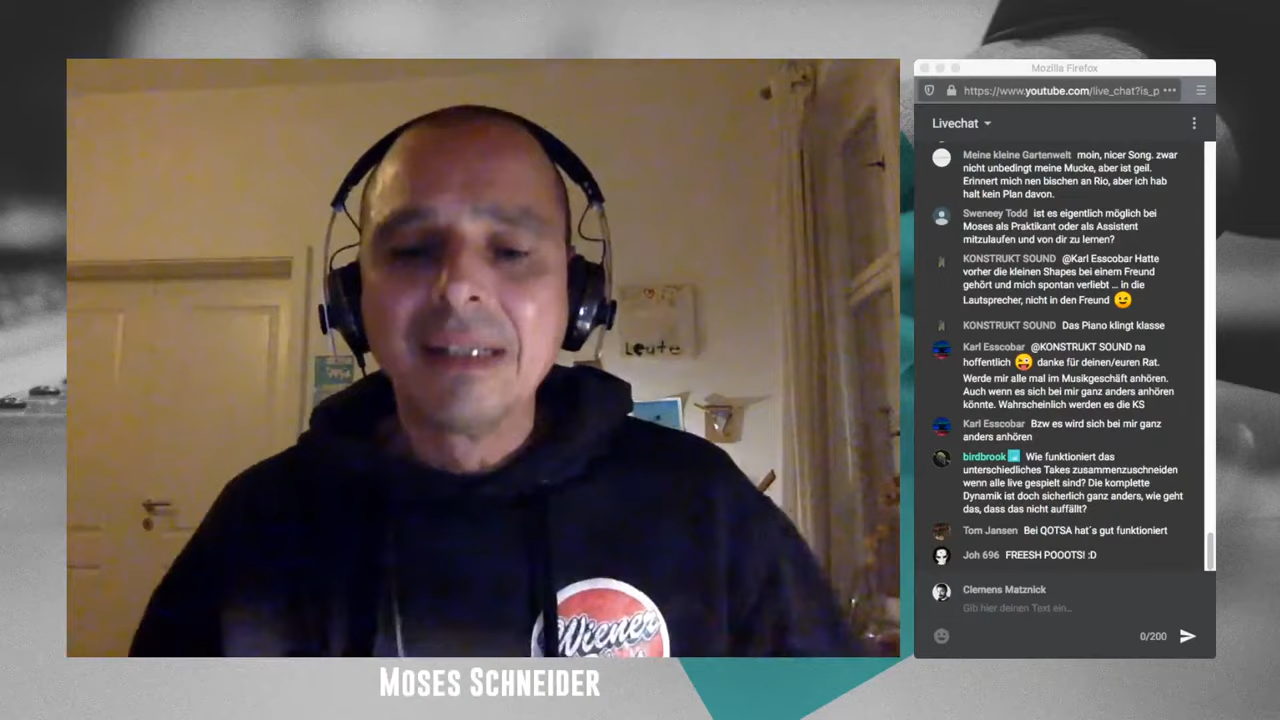 Mozilla Firefox
https://www.youtube.com/live_chat?is_p
Livechat
Meine kleine Gartenwelt moin, nicer Song. zwar
nicht unbedingt meine Mucke, aber ist geil.
Erinnert mich nen bischen an Rio, aber ich hab
halt kein Plan davon.
Sweneey Todd ist es eigentlich möglich bei
Moses als Praktikant oder als Assistent
mitzulaufen und von dir zu lernen?
KONSTRUKT SOUND @Karl Esscobar Hatte
vorher die kleinen Shapes bei einem Freund
gehört und mich spontan verliebt ... in die
Lautsprecher, nicht in den Freund 😉
KONSTRUKT SOUND Das Piano klingt klasse
Karl Esscobar @KONSTRUKT SOUND na
hoffentlich 😜 danke für deinen/euren Rat.
Werde mir alle mal im Musikgeschäft anhören.
Auch wenn es sich bei mir ganz anders anhören
könnte. Wahrscheinlich werden es die KS
Karl Esscobar Bzw es wird sich bei mir ganz
anders anhören
birdbrook Wie funktioniert das
unterschiedliches Takes zusammenzuschneiden
wenn alle live gespielt sind? Die komplette
Dynamik ist doch sicherlich ganz anders, wie geht
das, dass das nicht auffällt?
Tom Jansen Bei QOTSA hat´s gut funktioniert
Joh 696 FREESH POOOTS! :D
Clemens Matznick
Gib hier deinen Text ein...
0/200
Leute
Wiener
Moses Schneider